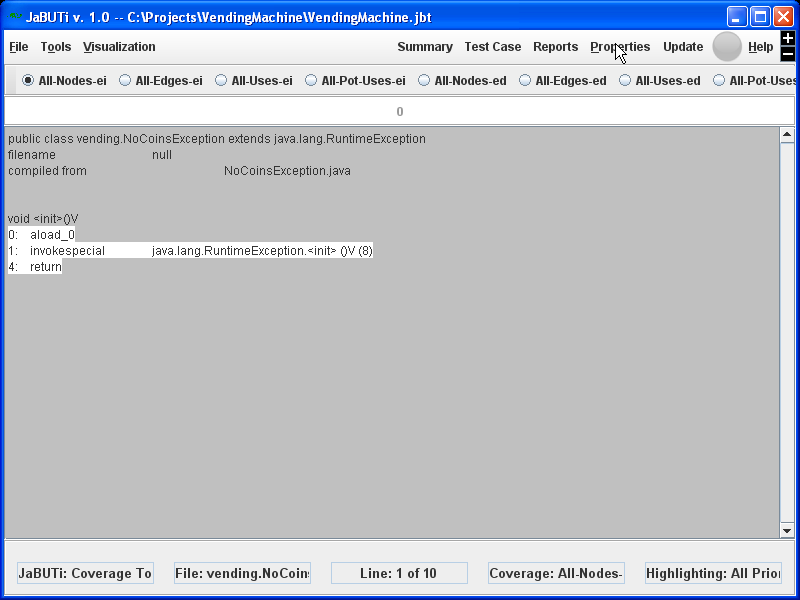 JaBUTi v. 1.0 -- C:\Projects\VendingMachine\VendingMachine.jbt
File Tools Visualization Summary Test Case Reports Properties Update Help
All-Nodes-ei All-Edges-ei All-Uses-ei All-Pot-Uses-ei All-Nodes-ed All-Edges-ed All-Uses-ed All-Pot-Uses
0
public class vending.NoCoinsException extends java.lang.RuntimeException
filename null
compiled from NoCoinsException.java
void <init>()V
0: aload_0
1: invokespecial java.lang.RuntimeException.<init> ()V (8)
4: return
JaBUTi: Coverage To File: vending.NoCoins Line: 1 of 10 Coverage: All-Nodes- Highlighting: All Prior